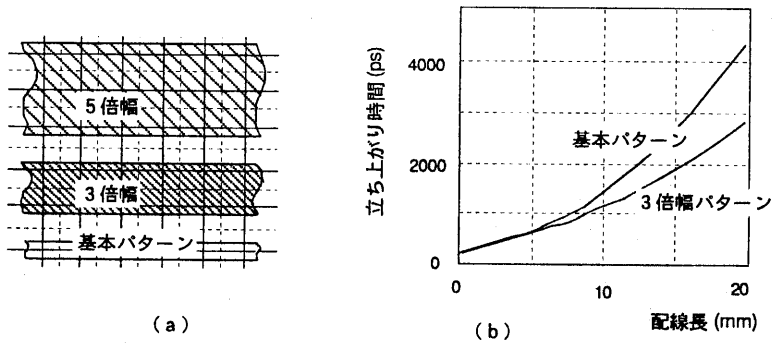 5倍幅
3倍幅
基本パターン
(a)
立ち上がり時間 (ps)
4000
2000
0
基本パターン
3倍幅パターン
0
10
20
配線長 (mm)
(b)